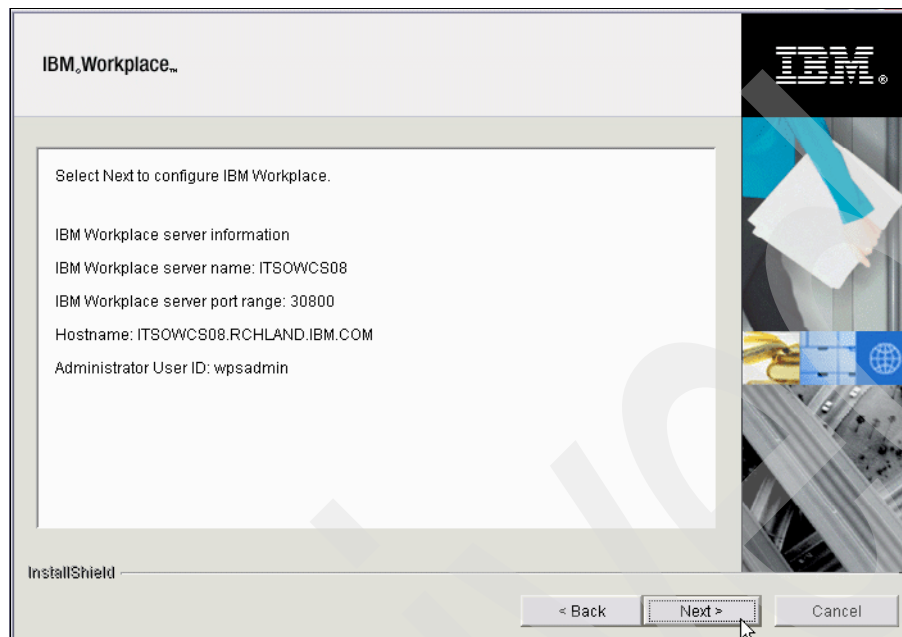 IBM®Workplace™
IBM®
Select Next to configure IBM Workplace.
IBM Workplace server information
IBM Workplace server name: ITSOWCS08
IBM Workplace server port range: 30800
Hostname: ITSOWCS08.RCHLAND.IBM.COM
Administrator User ID: wpsadmin
InstallShield
< Back
Next >
Cancel